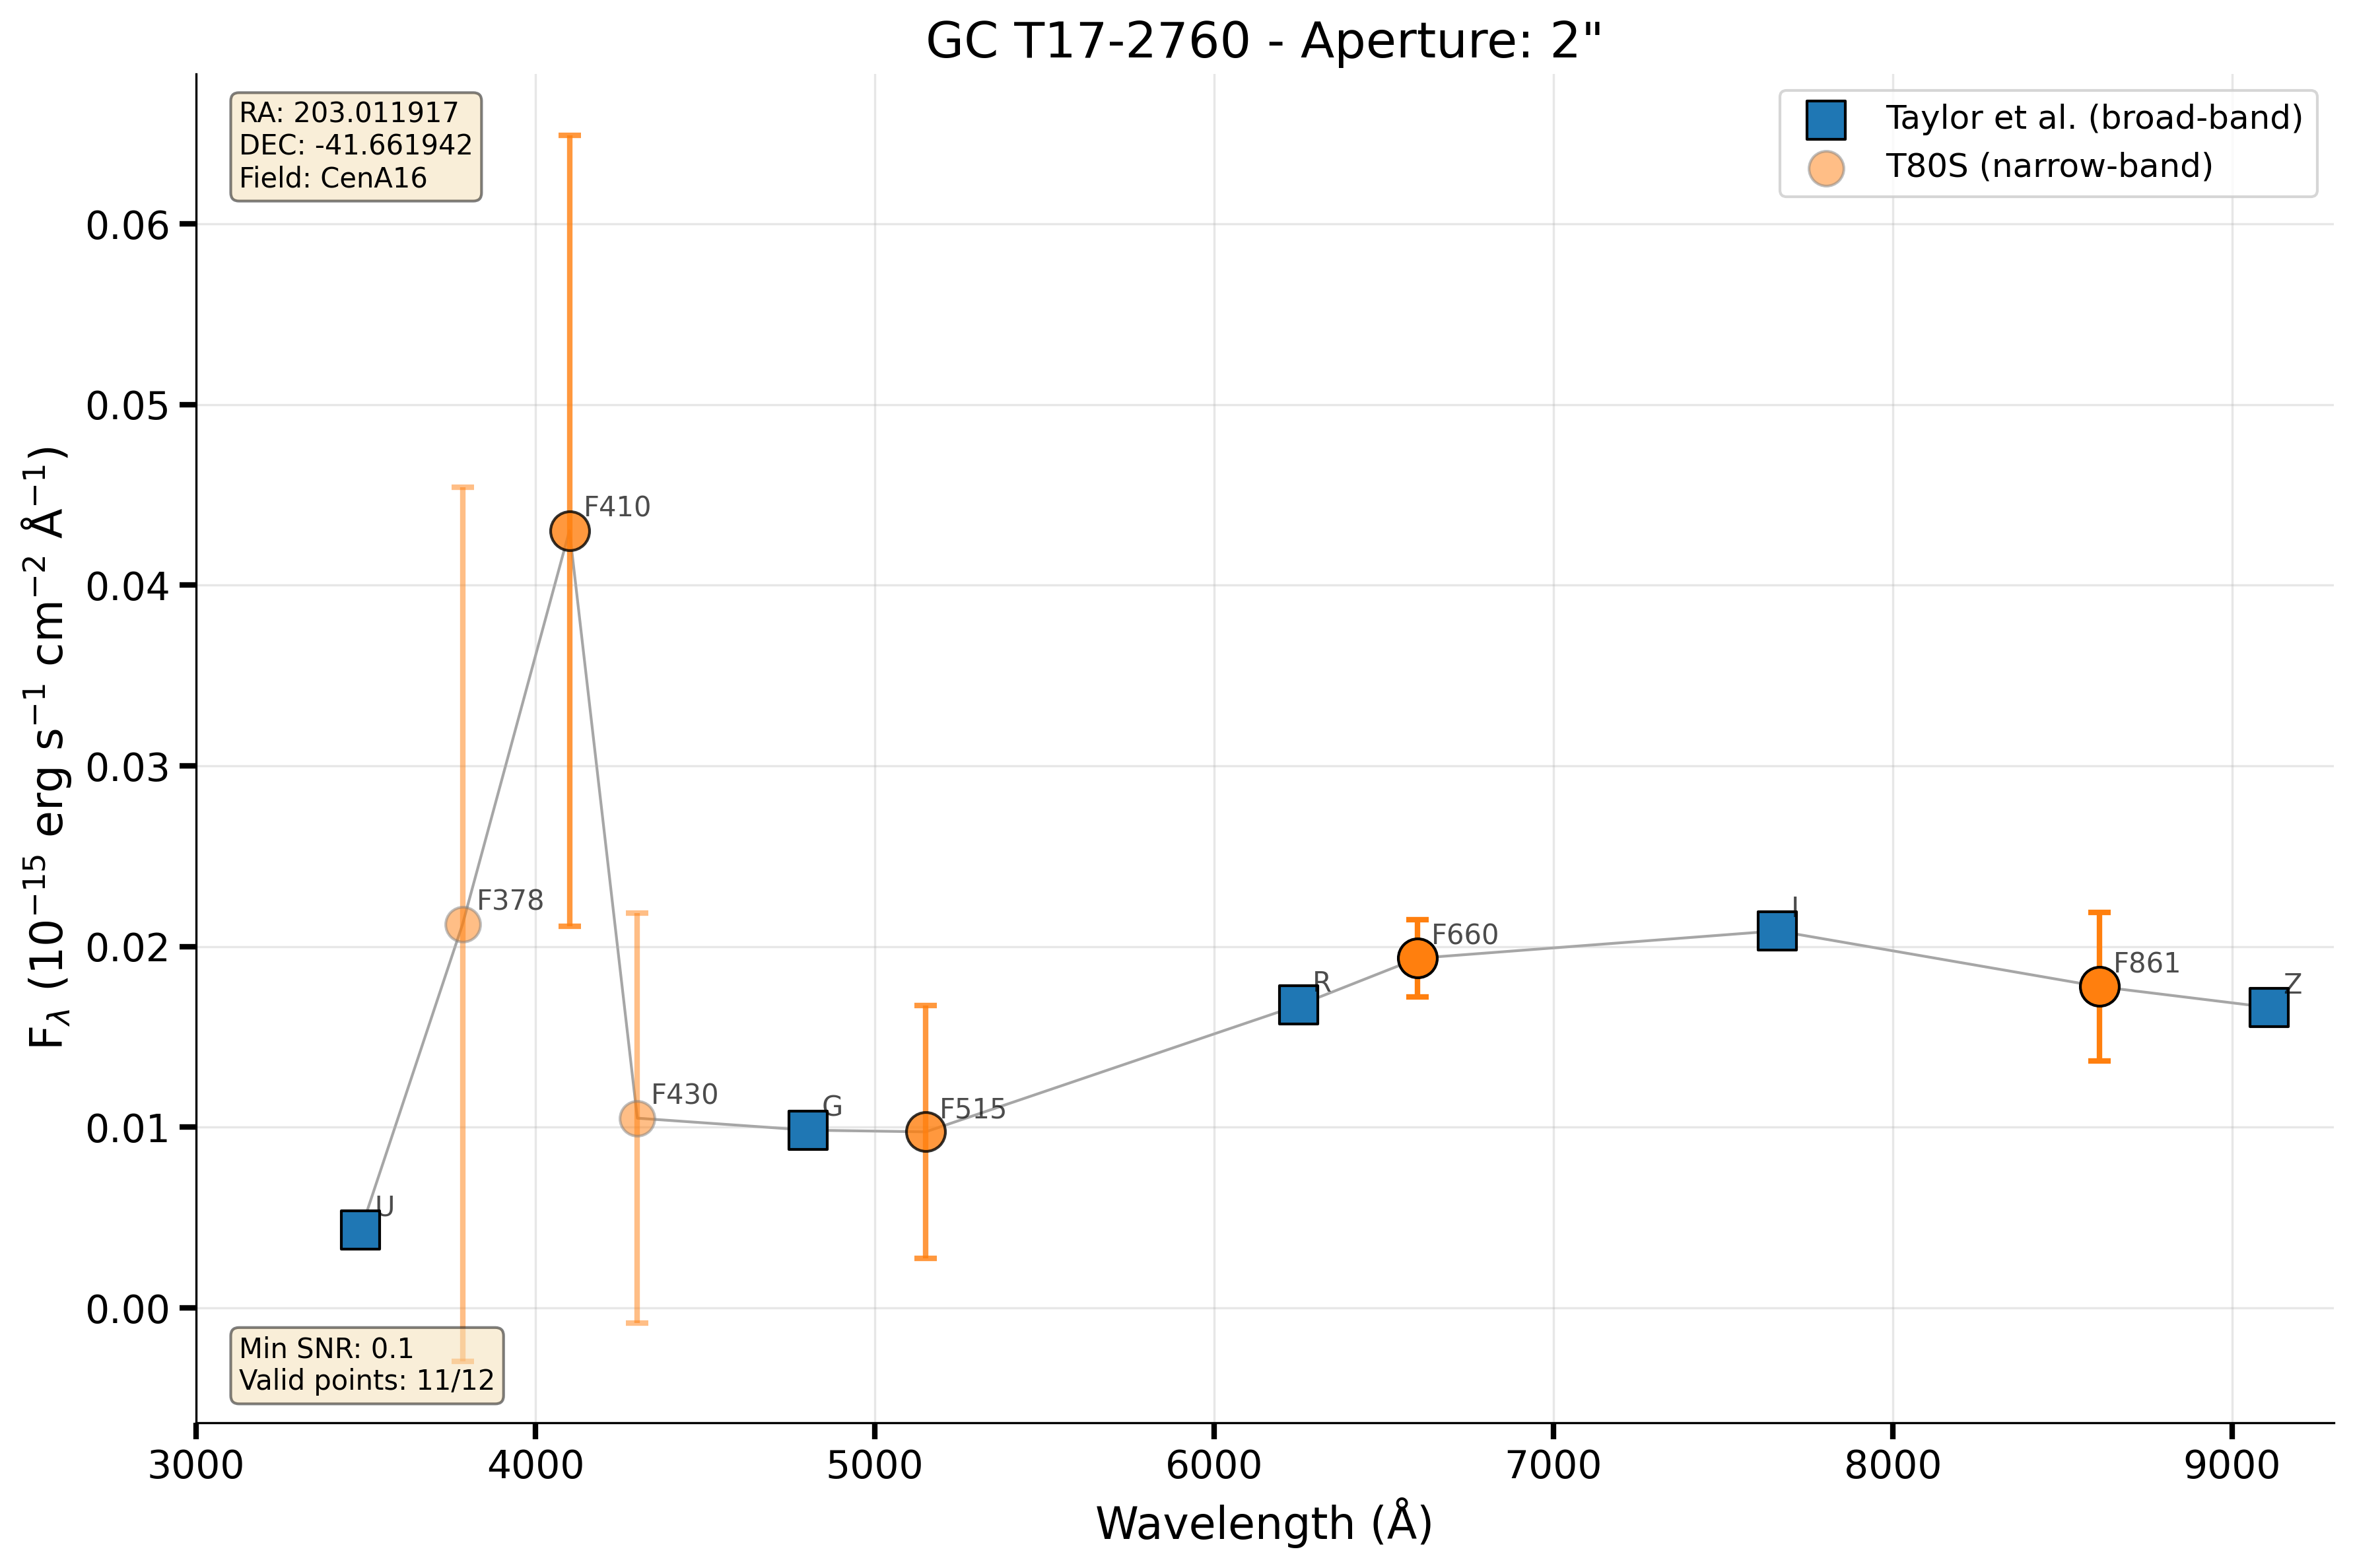 GC T17-2760 - Aperture: 2"
RA: 203.011917
DEC: -41.661942
Field: CenA16
Taylor et al. (broad-band)
T80S (narrow-band)
0.06
0.05
0.04
0.03
0.02
0.01
0.00
F_λ (10⁻¹⁵ erg s⁻¹ cm⁻² Å⁻¹)
U
F378
F410
F430
G
F515
R
F660
I
F861
Z
Min SNR: 0.1
Valid points: 11/12
3000 4000 5000 6000 7000 8000 9000
Wavelength (Å)